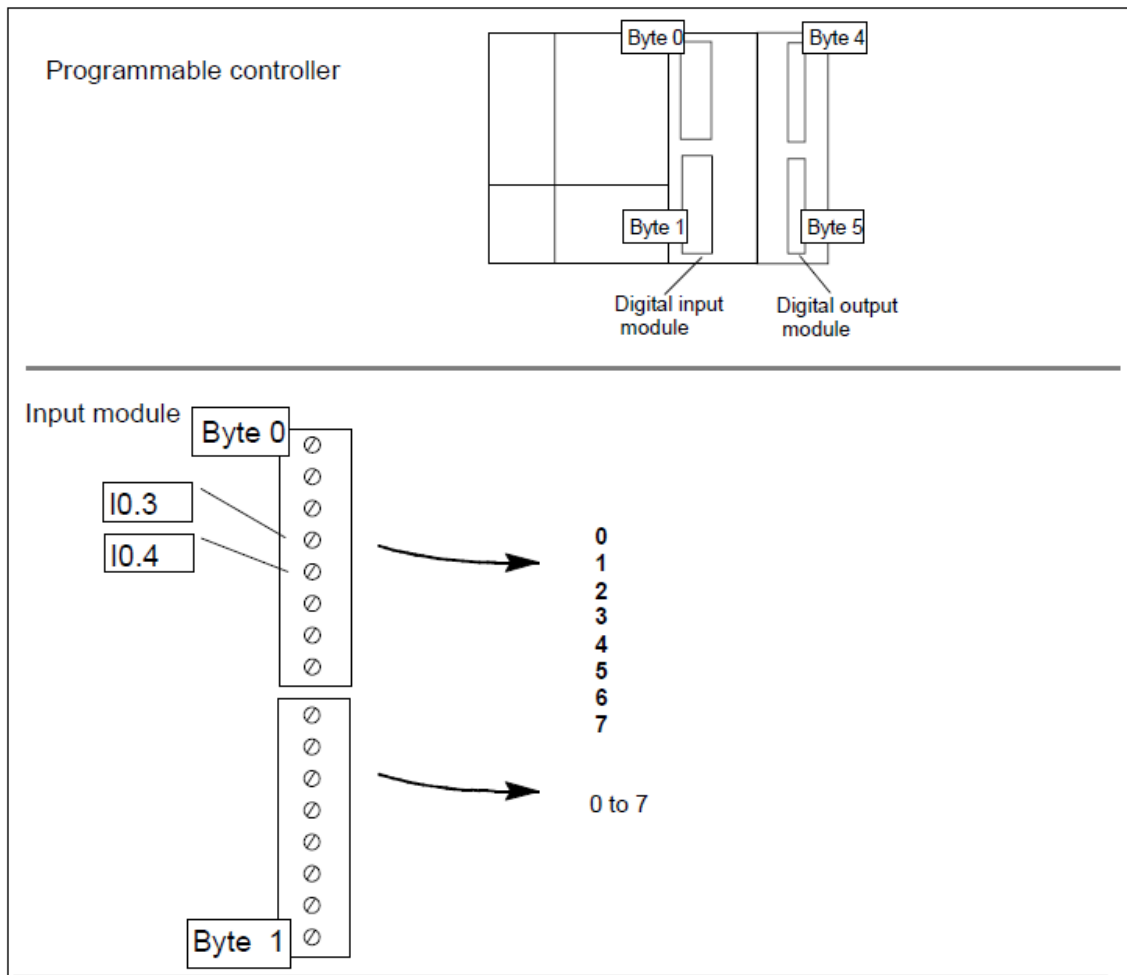 Programmable controller
Byte 0
Byte 4
Byte 1
Byte 5
Digital input
module
Digital output
module
Input module
Byte 0
I0.3
I0.4
0
1
2
3
4
5
6
7
0 to 7
Byte 1